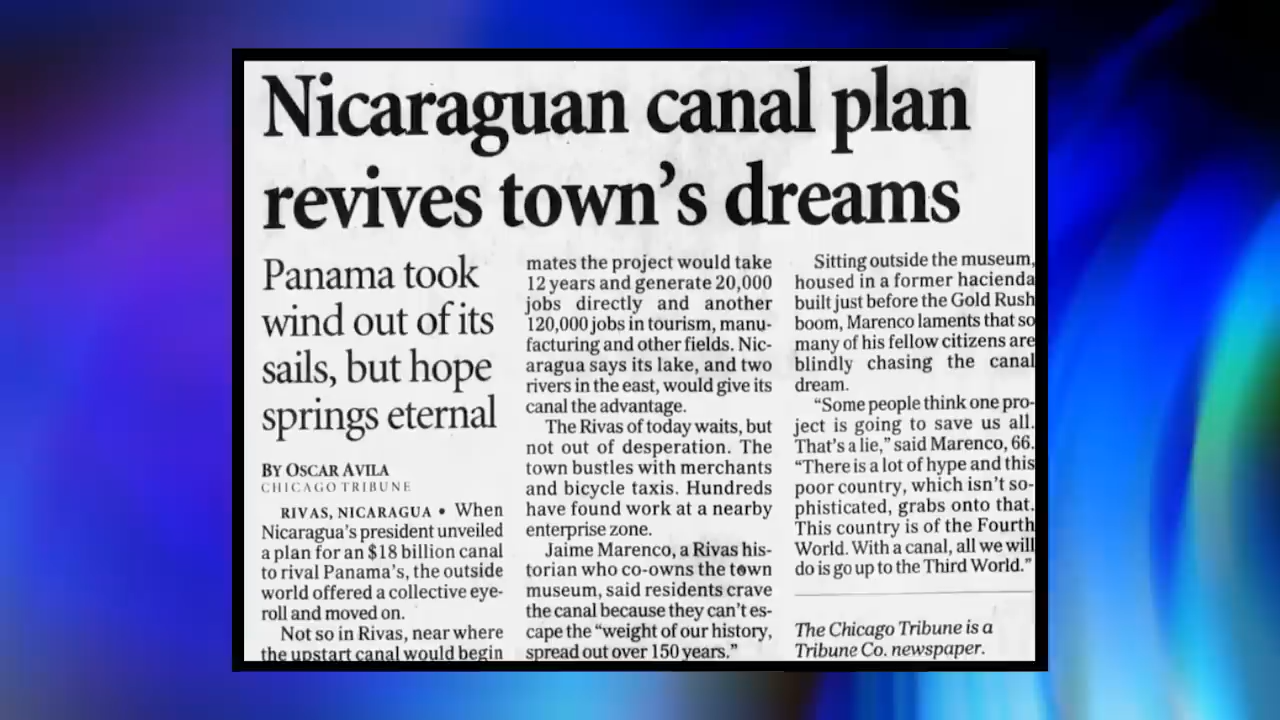 Nicaraguan canal plan
revives town's dreams
Panama took
wind out of its
sails, but hope
springs eternal
BY OSCAR AVILA
CHICAGO TRIBUNE
RIVAS, NICARAGUA • When
Nicaragua's president unveiled
a plan for an $18 billion canal
to rival Panama's, the outside
world offered a collective eye-
roll and moved on.
Not so in Rivas, near where
the upstart canal would begin
mates the project would take
12 years and generate 20,000
jobs directly and another
120,000 jobs in tourism, manu-
facturing and other fields. Nic-
aragua says its lake, and two
rivers in the east, would give its
canal the advantage.
The Rivas of today waits, but
not out of desperation. The
town bustles with merchants
and bicycle taxis. Hundreds
have found work at a nearby
enterprise zone.
Jaime Marenco, a Rivas his-
torian who co-owns the town
museum, said residents crave
the canal because they can't es-
cape the “weight of our history,
spread out over 150 years.”
Sitting outside the museum,
housed in a former hacienda
built just before the Gold Rush
boom, Marenco laments that so
many of his fellow citizens are
blindly chasing the canal
dream.
“Some people think one pro-
ject is going to save us all.
That's a lie,” said Marenco, 66.
“There is a lot of hype and this
poor country, which isn't so-
phisticated, grabs onto that.
This country is of the Fourth
World. With a canal, all we will
do is go up to the Third World.”
The Chicago Tribune is a
Tribune Co. newspaper.